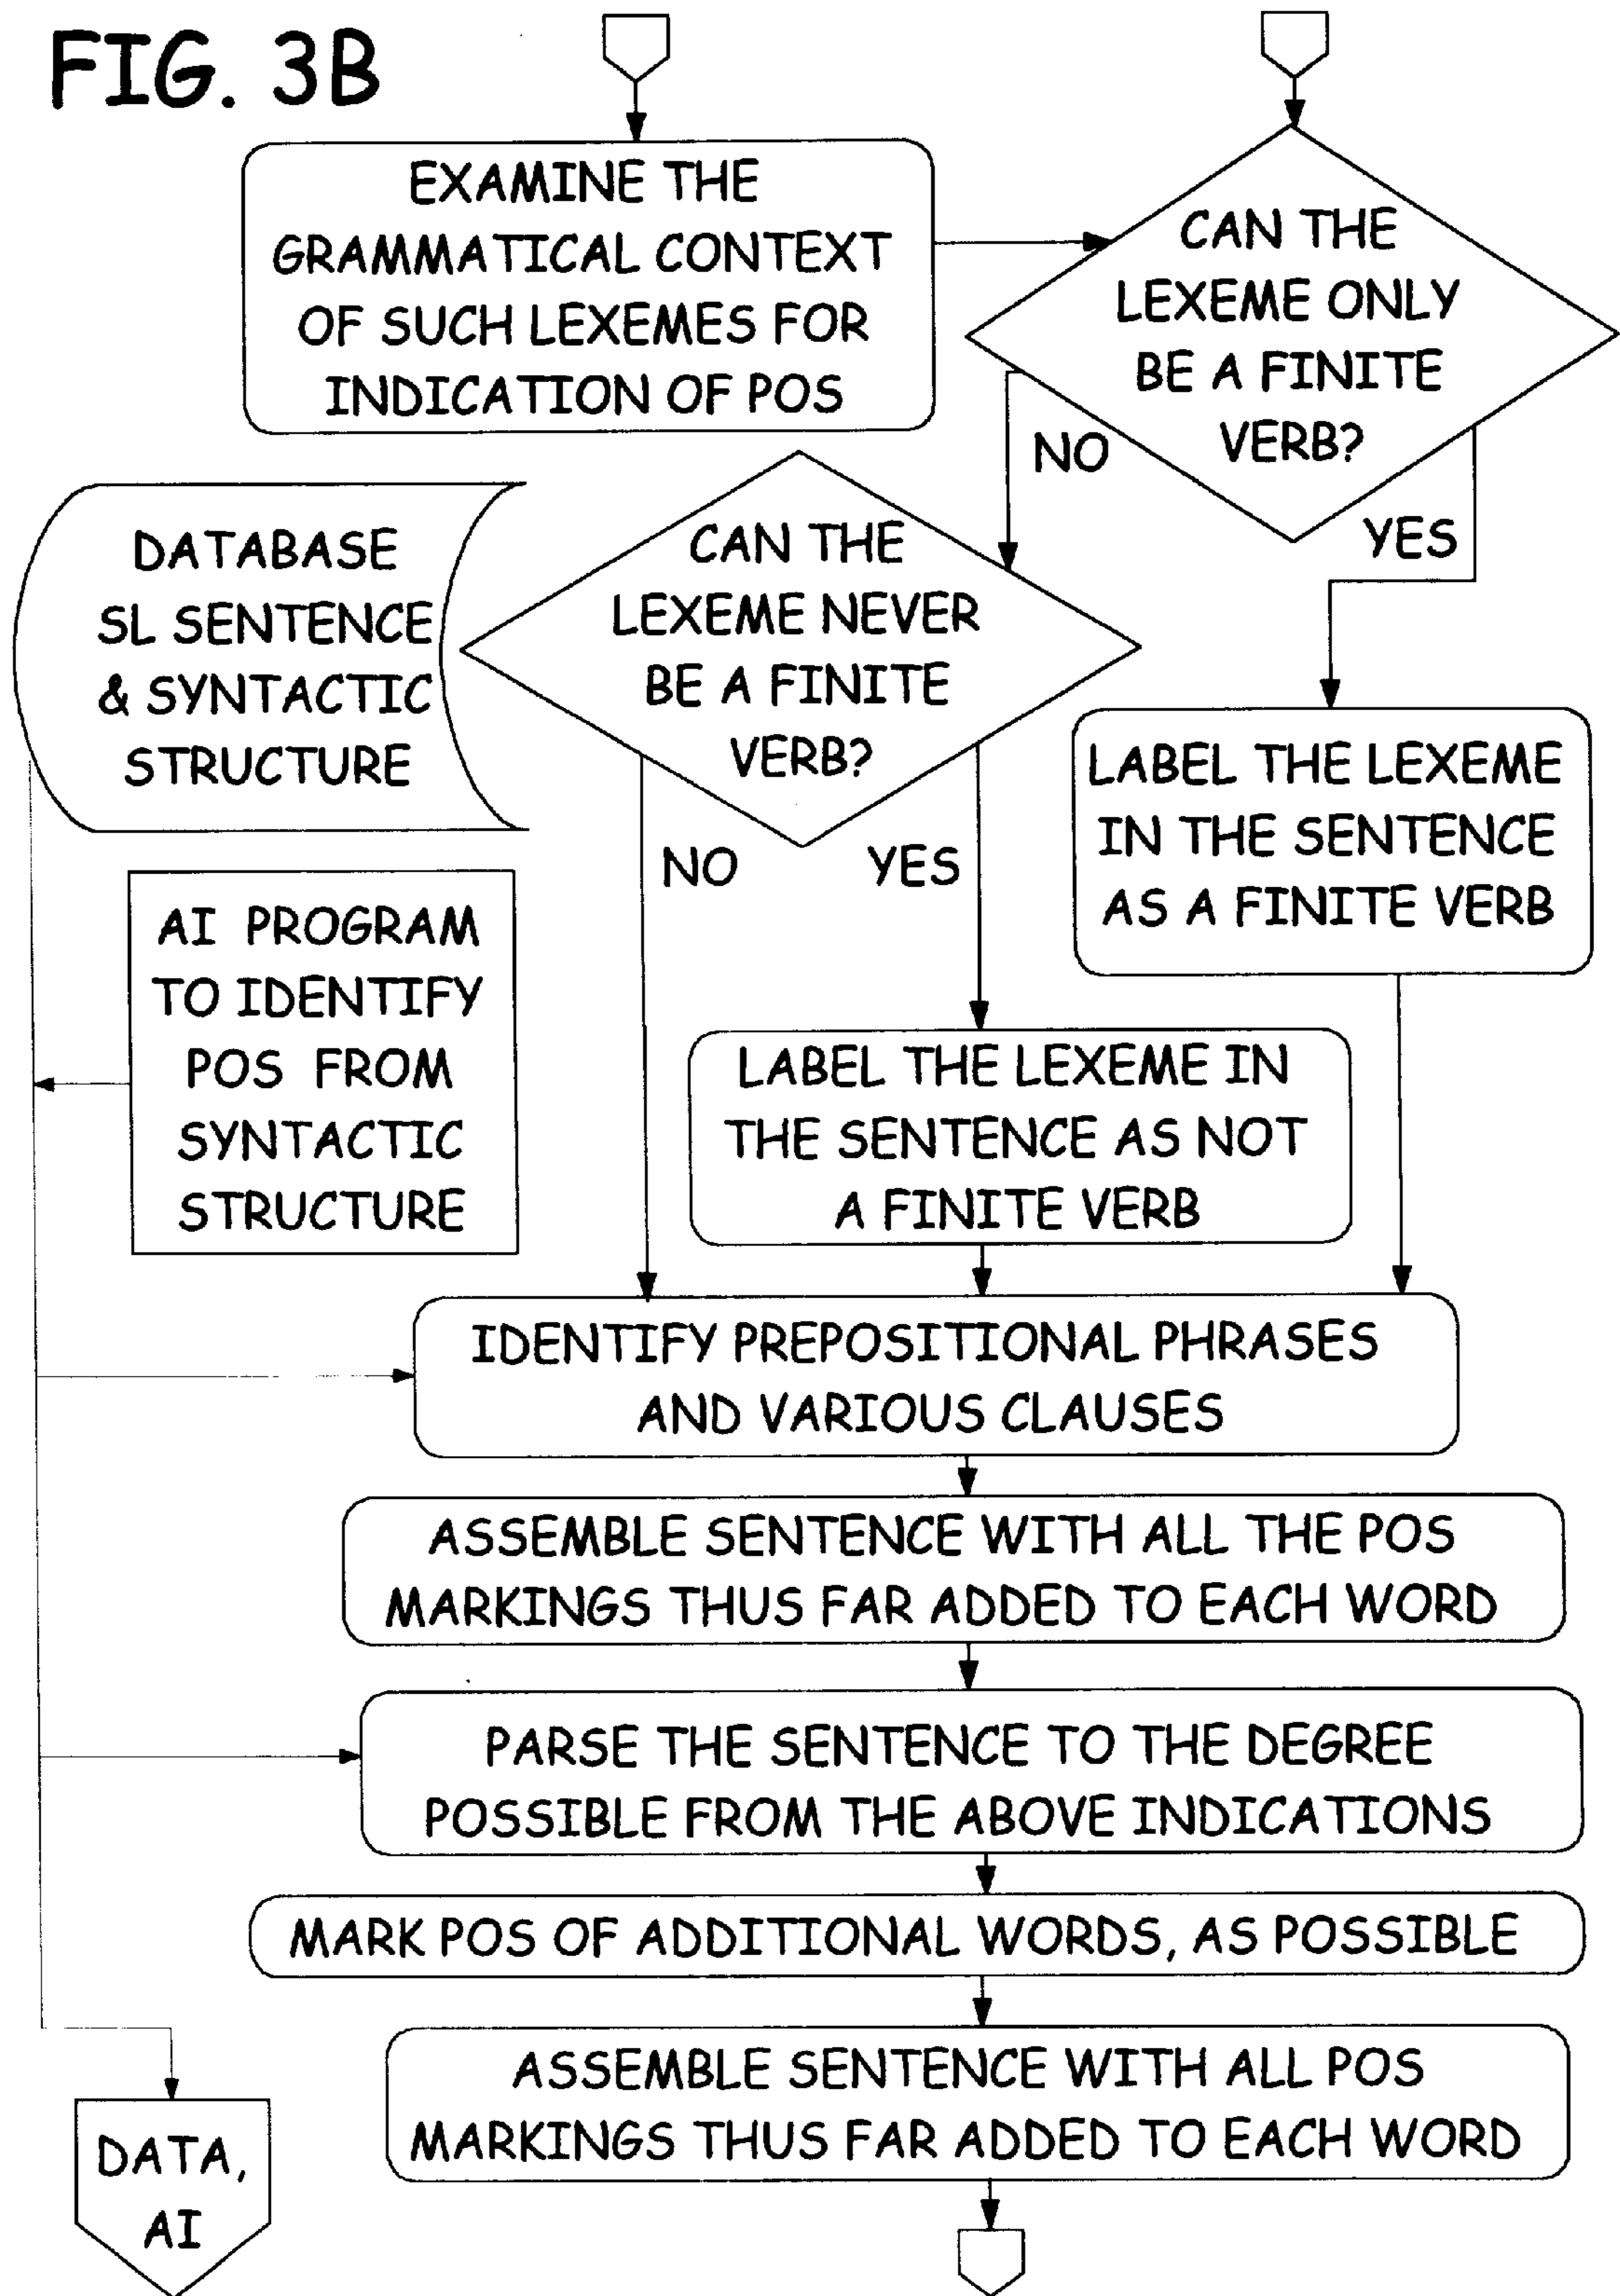 FIG. 3B
EXAMINE THE
GRAMMATICAL CONTEXT
OF SUCH LEXEMES FOR
INDICATION OF POS
CAN THE
LEXEME ONLY
BE A FINITE
VERB?
NO
YES
DATABASE
SL SENTENCE
& SYNTACTIC
STRUCTURE
CAN THE
LEXEME NEVER
BE A FINITE
VERB?
NO
YES
LABEL THE LEXEME
IN THE SENTENCE
AS A FINITE VERB
AI PROGRAM
TO IDENTIFY
POS FROM
SYNTACTIC
STRUCTURE
LABEL THE LEXEME IN
THE SENTENCE AS NOT
A FINITE VERB
IDENTIFY PREPOSITIONAL PHRASES
AND VARIOUS CLAUSES
ASSEMBLE SENTENCE WITH ALL THE POS
MARKINGS THUS FAR ADDED TO EACH WORD
PARSE THE SENTENCE TO THE DEGREE
POSSIBLE FROM THE ABOVE INDICATIONS
MARK POS OF ADDITIONAL WORDS, AS POSSIBLE
ASSEMBLE SENTENCE WITH ALL POS
MARKINGS THUS FAR ADDED TO EACH WORD
DATA,
AI